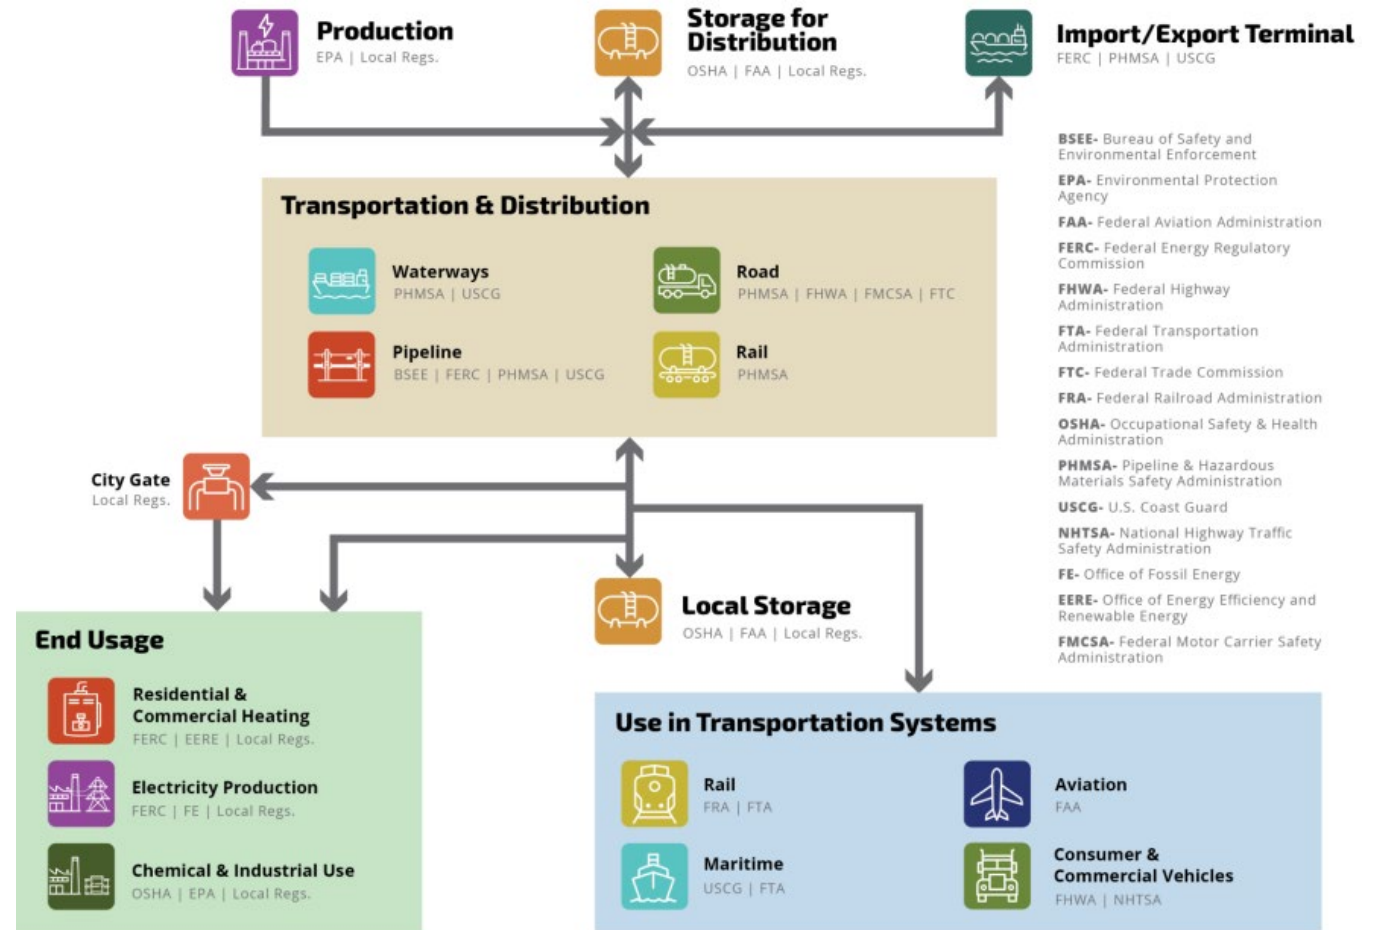 Production
EPA | Local Regs.
Storage for
Distribution
OSHA | FAA | Local Regs.
Import/Export Terminal
FERC | PHMSA | USCG
BSEE- Bureau of Safety and
Environmental Enforcement
EPA- Environmental Protection
Agency
FAA- Federal Aviation Administration
FERC- Federal Energy Regulatory
Commission
FHWA- Federal Highway
Administration
FTA- Federal Transportation
Administration
FTC- Federal Trade Commission
FRA- Federal Railroad Administration
OSHA- Occupational Safety & Health
Administration
PHMSA- Pipeline & Hazardous
Materials Safety Administration
USCG- U.S. Coast Guard
NHTSA- National Highway Traffic
Safety Administration
FE- Office of Fossil Energy
EERE- Office of Energy Efficiency and
Renewable Energy
FMCSA- Federal Motor Carrier Safety
Administration
Transportation & Distribution
Waterways
PHMSA | USCG
Road
PHMSA | FHWA | FMCSA | FTC
Pipeline
BSEE | FERC | PHMSA | USCG
Rail
PHMSA
City Gate
Local Regs.
Local Storage
OSHA | FAA | Local Regs.
End Usage
Residential &
Commercial Heating
FERC | EERE | Local Regs.
Electricity Production
FERC | FE | Local Regs.
Chemical & Industrial Use
OSHA | EPA | Local Regs.
Use in Transportation Systems
Rail
FRA | FTA
Aviation
FAA
Maritime
USCG | FTA
Consumer &
Commercial Vehicles
FHWA | NHTSA